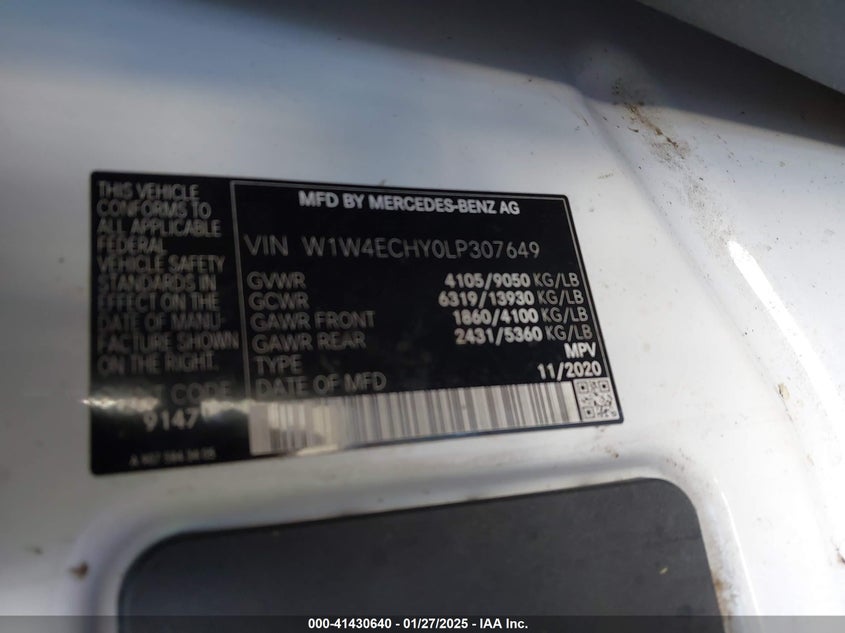 THIS VEHICLE
CONFORMS TO
ALL APPLICABLE
FEDERAL
VEHICLE SAFETY
STANDARDS IN
EFFECT ON THE
DATE OF MANU-
FACTURE SHOWN
ON THE RIGHT.
CODE
9147
MFD BY MERCEDES-BENZ AG
VIN W1W4ECHY0LP307649
GVWR 4105/9050 KG/LB
GCWR 6319/13930 KG/LB
GAWR FRONT 1860/4100 KG/LB
GAWR REAR 2431/5360 KG/LB
TYPE MPV
DATE OF MFD 11/2020
000-41430640 - 01/27/2025 - IAA Inc.